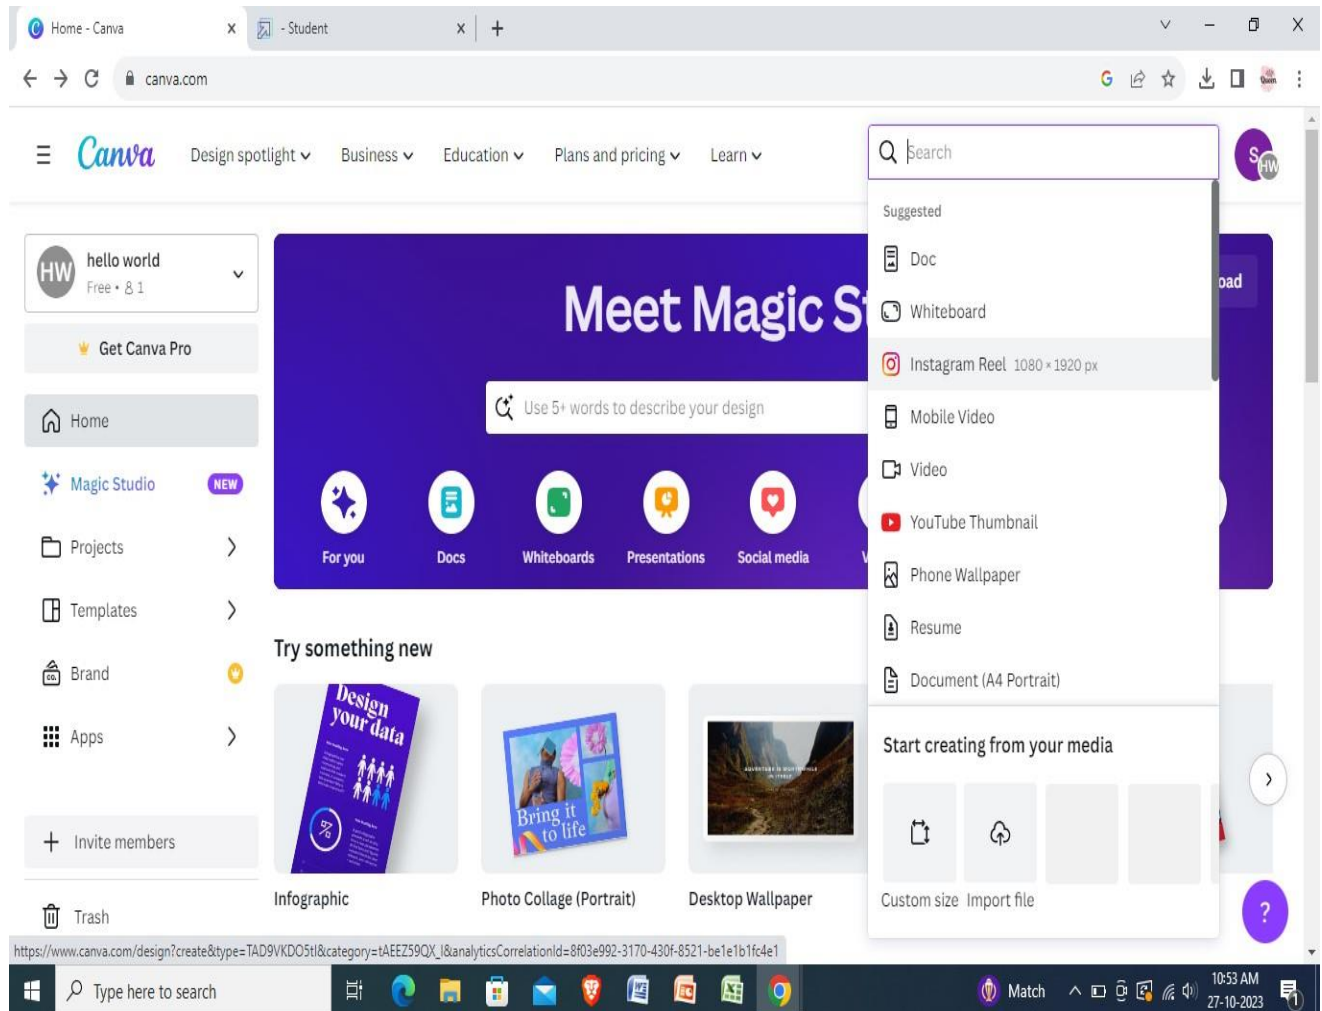 Home - Canva
- Student
canva.com
Canva
Design spotlight
Business
Education
Plans and pricing
Learn
Search
S
HW
Suggested
Doc
Whiteboard
Instagram Reel 1080 × 1920 px
Mobile Video
Video
YouTube Thumbnail
Phone Wallpaper
Resume
Document (A4 Portrait)
Start creating from your media
Custom size
Import file
HW
hello world
Free • 1
Get Canva Pro
Home
Magic Studio
NEW
Projects
Templates
Brand
Apps
+ Invite members
Trash
Meet Magic S
oad
Use 5+ words to describe your design
For you
Docs
Whiteboards
Presentations
Social media
V
Try something new
Design
your data
%
Infographic
Bring it
to life
Photo Collage (Portrait)
Desktop Wallpaper
?
https://www.canva.com/design?create&type=TAD9VKDO5tI&category=tAEEZ59QX_I&analyticsCorrelationId=8f03e992-3170-430f-8521-be1e1b1fc4e1
Type here to search
Match
10:53 AM
27-10-2023
1